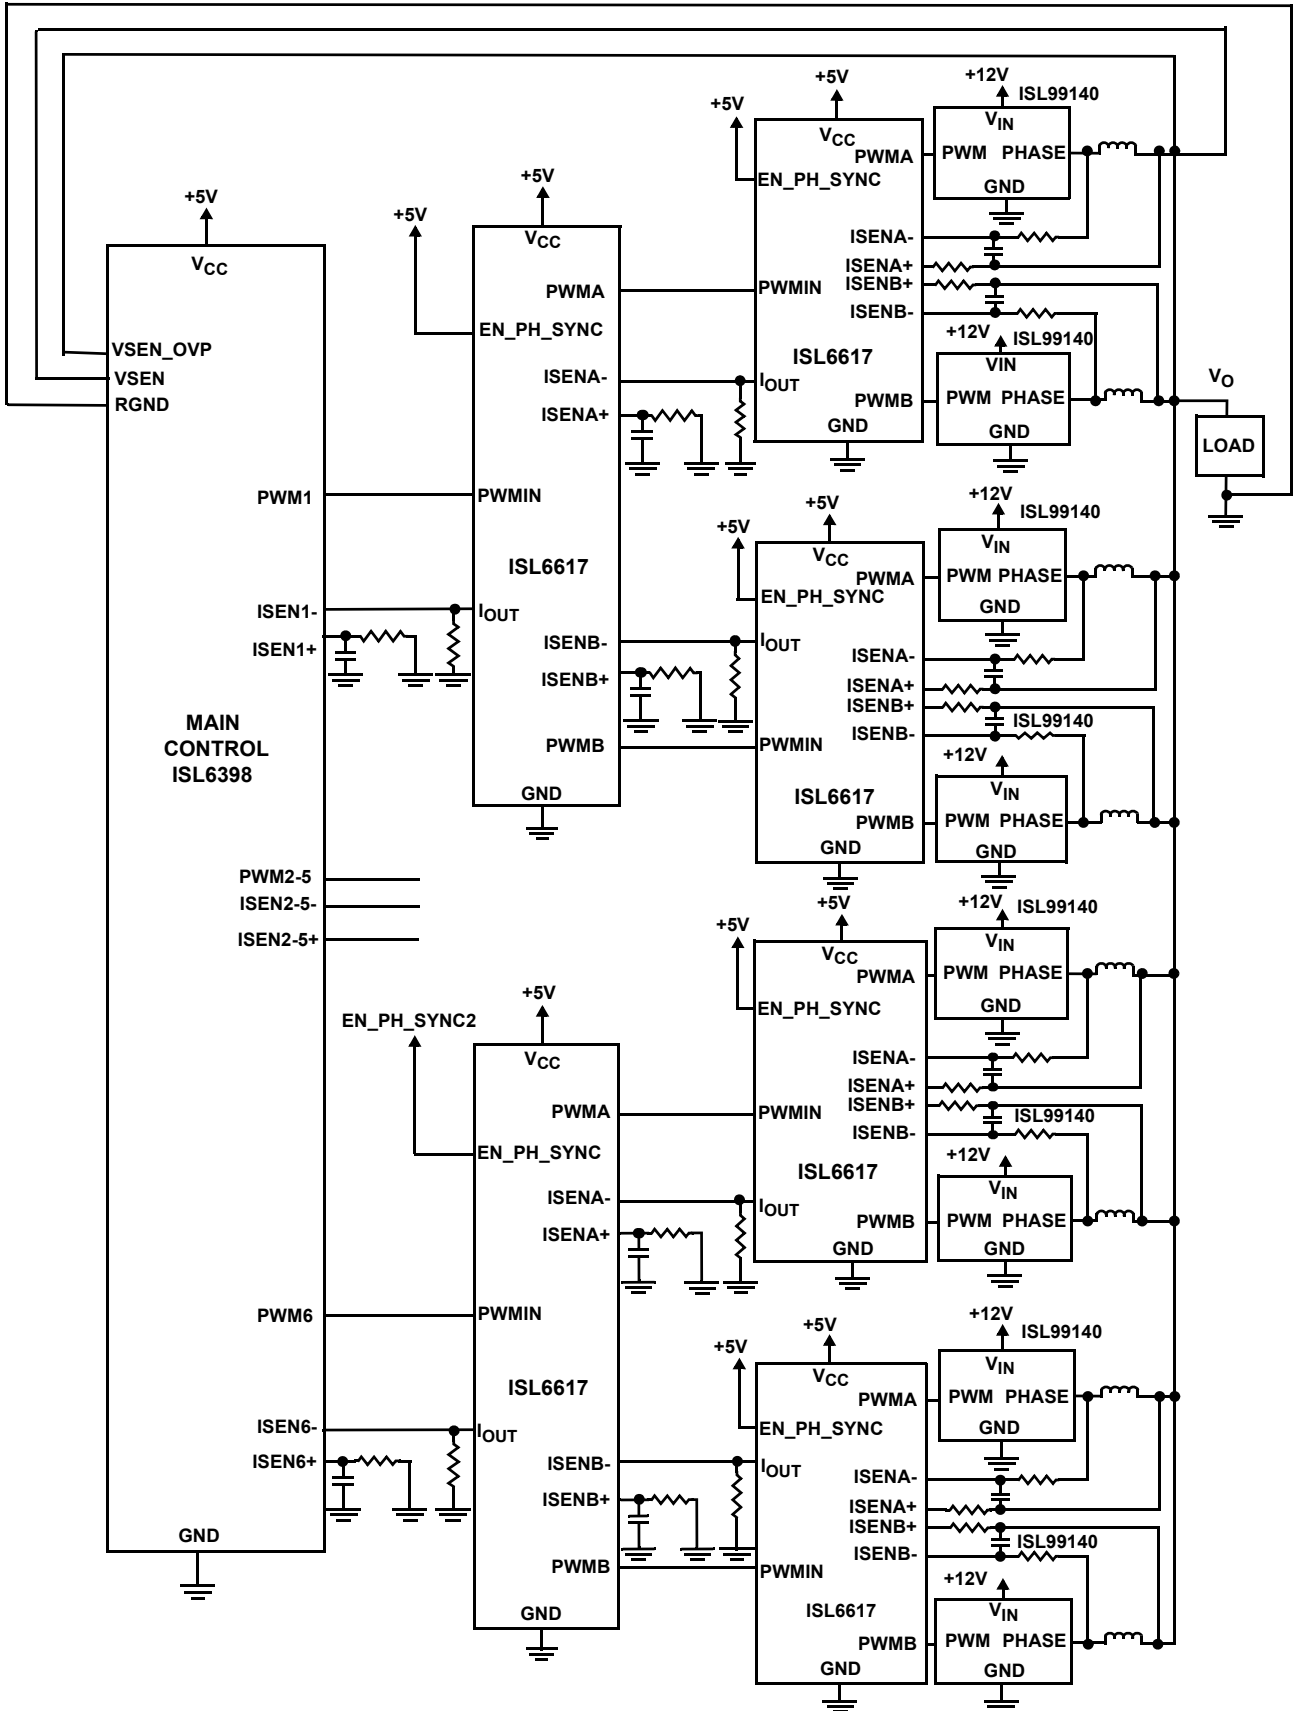 +5V
VCC
VSEN_OVP
VSEN
RGND
PWM1
ISEN1-
ISEN1+
MAIN
CONTROL
ISL6398
PWM2-5
ISEN2-5-
ISEN2-5+
PWM6
ISEN6-
ISEN6+
GND
+5V
+5V
VCC
PWMA
EN_PH_SYNC
ISENA-
ISENA+
PWMIN
ISL6617
IOUT
ISENB-
ISENB+
PWMB
GND
EN_PH_SYNC2
+5V
VCC
PWMA
EN_PH_SYNC
ISENA-
ISENA+
PWMIN
ISL6617
IOUT
ISENB-
ISENB+
PWMB
GND
+5V
+5V
VCC
PWMA
EN_PH_SYNC
ISENA-
ISENA+
ISENB+
PWMIN
ISENB-
ISL6617
IOUT
PWMB
GND
+12V
ISL99140
VIN
PWM PHASE
GND
+12V
ISL99140
VIN
PWM PHASE
GND
VO
LOAD
+5V
+5V
VCC
PWMA
EN_PH_SYNC
IOUT
ISENA-
ISENA+
ISENB+
ISENB-
PWMIN
ISL6617
PWMB
GND
+12V
ISL99140
VIN
PWM PHASE
GND
ISL99140
+12V
VIN
PWM PHASE
GND
+5V
+5V
VCC
PWMA
EN_PH_SYNC
ISENA-
ISENA+
ISENB+
PWMIN
ISENB-
ISL6617
IOUT
PWMB
GND
+12V
ISL99140
VIN
PWM PHASE
GND
ISL99140
+12V
VIN
PWM PHASE
GND
+5V
+5V
VCC
PWMA
EN_PH_SYNC
IOUT
ISENA-
ISENA+
ISENB+
ISENB-
PWMIN
ISL6617
PWMB
GND
+12V
ISL99140
VIN
PWM PHASE
GND
ISL99140
+12V
VIN
PWM PHASE
GND